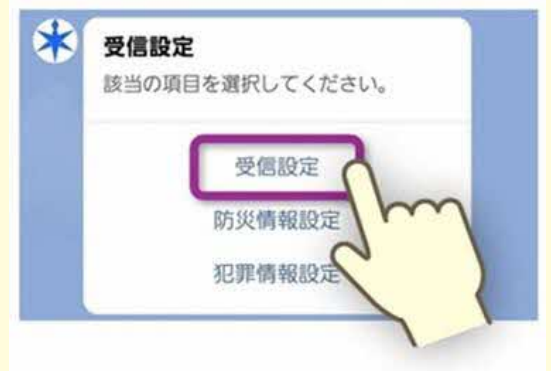 受信設定
該当の項目を選択してください。
受信設定
防災情報設定
犯罪情報設定